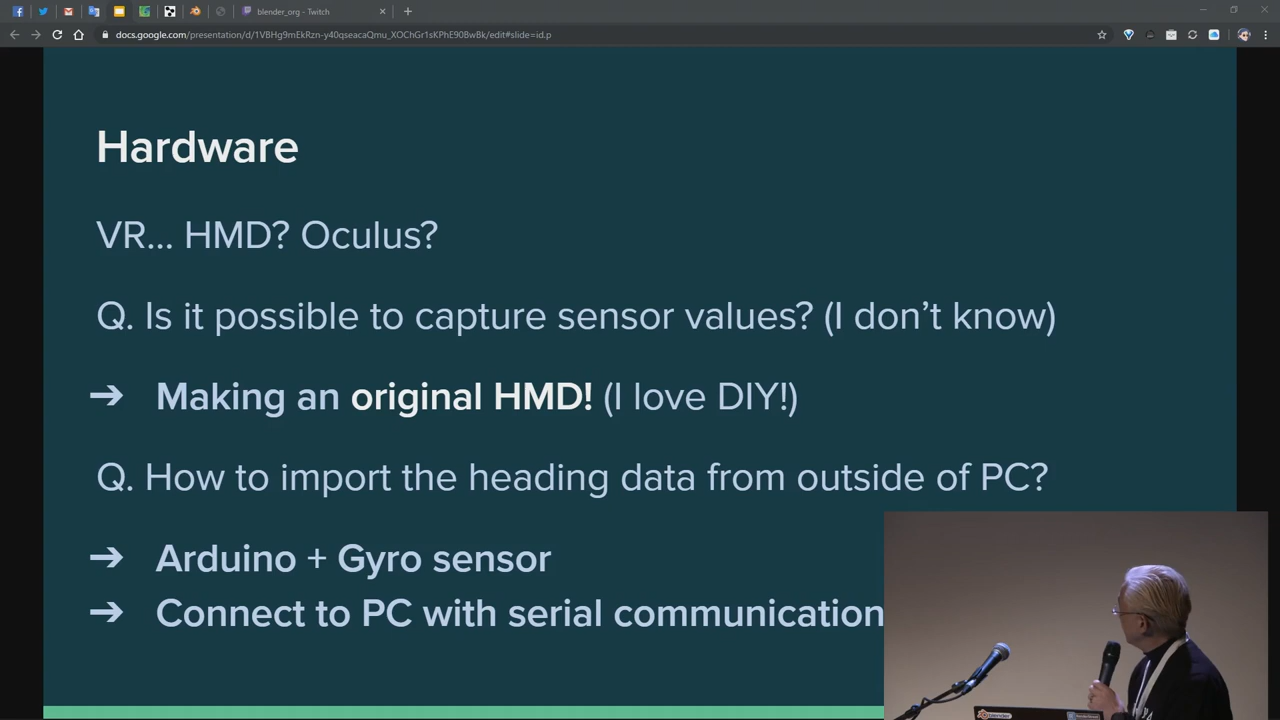 blender_org - Twitch
docs.google.com/presentation/d/1VBHg9mEkRzn-y40qseacaQmu_XOChGr1sKPhE90BwBk/edit#slide=id.p
Hardware
VR... HMD? Oculus?
Q. Is it possible to capture sensor values? (I don’t know)
➔ Making an original HMD! (I love DIY!)
Q. How to import the heading data from outside of PC?
➔ Arduino + Gyro sensor
➔ Connect to PC with serial communication
blender